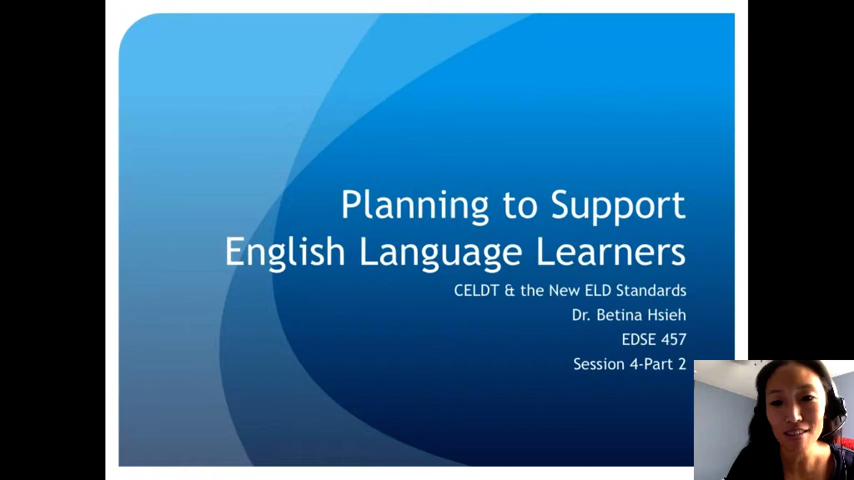 Planning to Support
English Language Learners
CELDT & the New ELD Standards
Dr. Betina Hsieh
EDSE 457
Session 4-Part 2